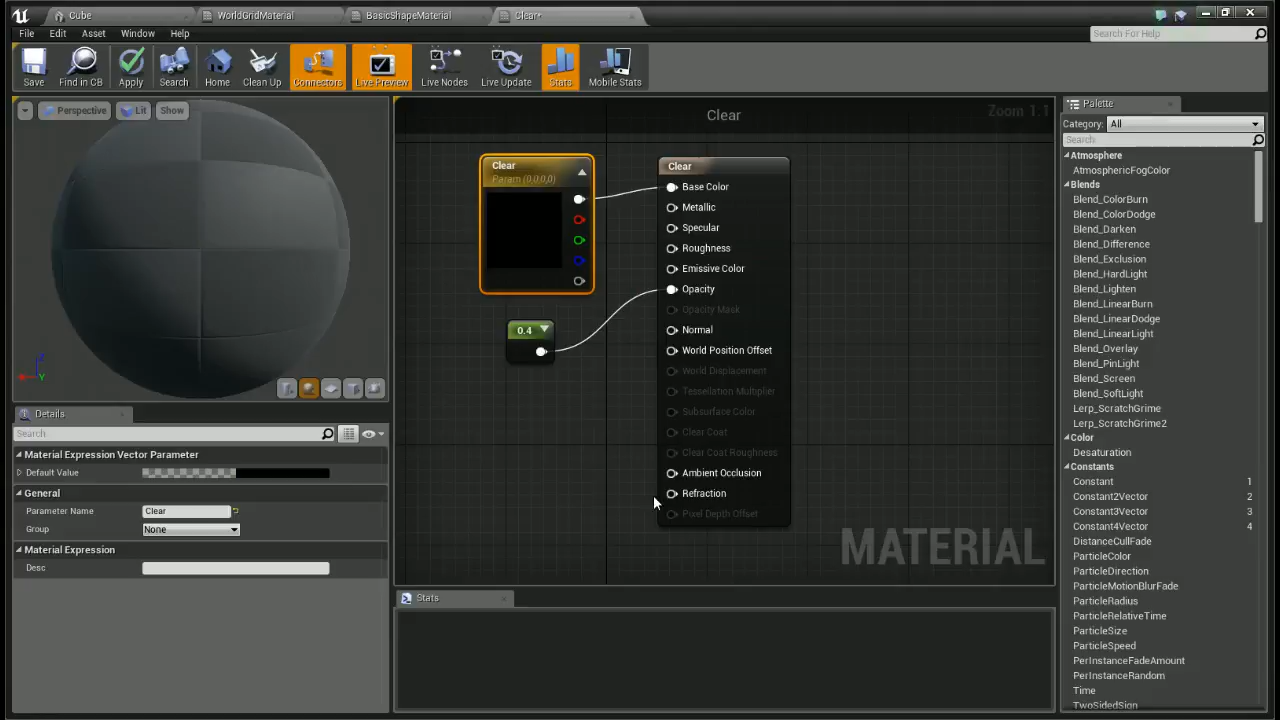 Cube
WorldGridMaterial
BasicShapeMaterial
Clear*
File
Edit
Asset
Window
Help
Search For Help
Save
Find in CB
Apply
Search
Home
Clean Up
Connectors
Live Preview
Live Nodes
Live Update
Stats
Mobile Stats
Perspective
Lit
Show
Z
Y
Clear
Zoom 1:1
Clear
Param (0,0,0,0)
0.4
Clear
Base Color
Metallic
Specular
Roughness
Emissive Color
Opacity
Opacity Mask
Normal
World Position Offset
World Displacement
Tessellation Multiplier
Subsurface Color
Clear Coat
Clear Coat Roughness
Ambient Occlusion
Refraction
Pixel Depth Offset
MATERIAL
Details
Search
Material Expression Vector Parameter
Default Value
General
Parameter Name Clear
Group None
Material Expression
Desc
Stats
Palette
Category: All
Search
Atmosphere
AtmosphericFogColor
Blends
Blend_ColorBurn
Blend_ColorDodge
Blend_Darken
Blend_Difference
Blend_Exclusion
Blend_HardLight
Blend_Lighten
Blend_LinearBurn
Blend_LinearDodge
Blend_LinearLight
Blend_Overlay
Blend_PinLight
Blend_Screen
Blend_SoftLight
Lerp_ScratchGrime
Lerp_ScratchGrime2
Color
Desaturation
Constants
Constant 1
Constant2Vector 2
Constant3Vector 3
Constant4Vector 4
DistanceCullFade
ParticleColor
ParticleDirection
ParticleMotionBlurFade
ParticleRadius
ParticleRelativeTime
ParticleSize
ParticleSpeed
PerInstanceFadeAmount
PerInstanceRandom
Time
TwoSidedSign